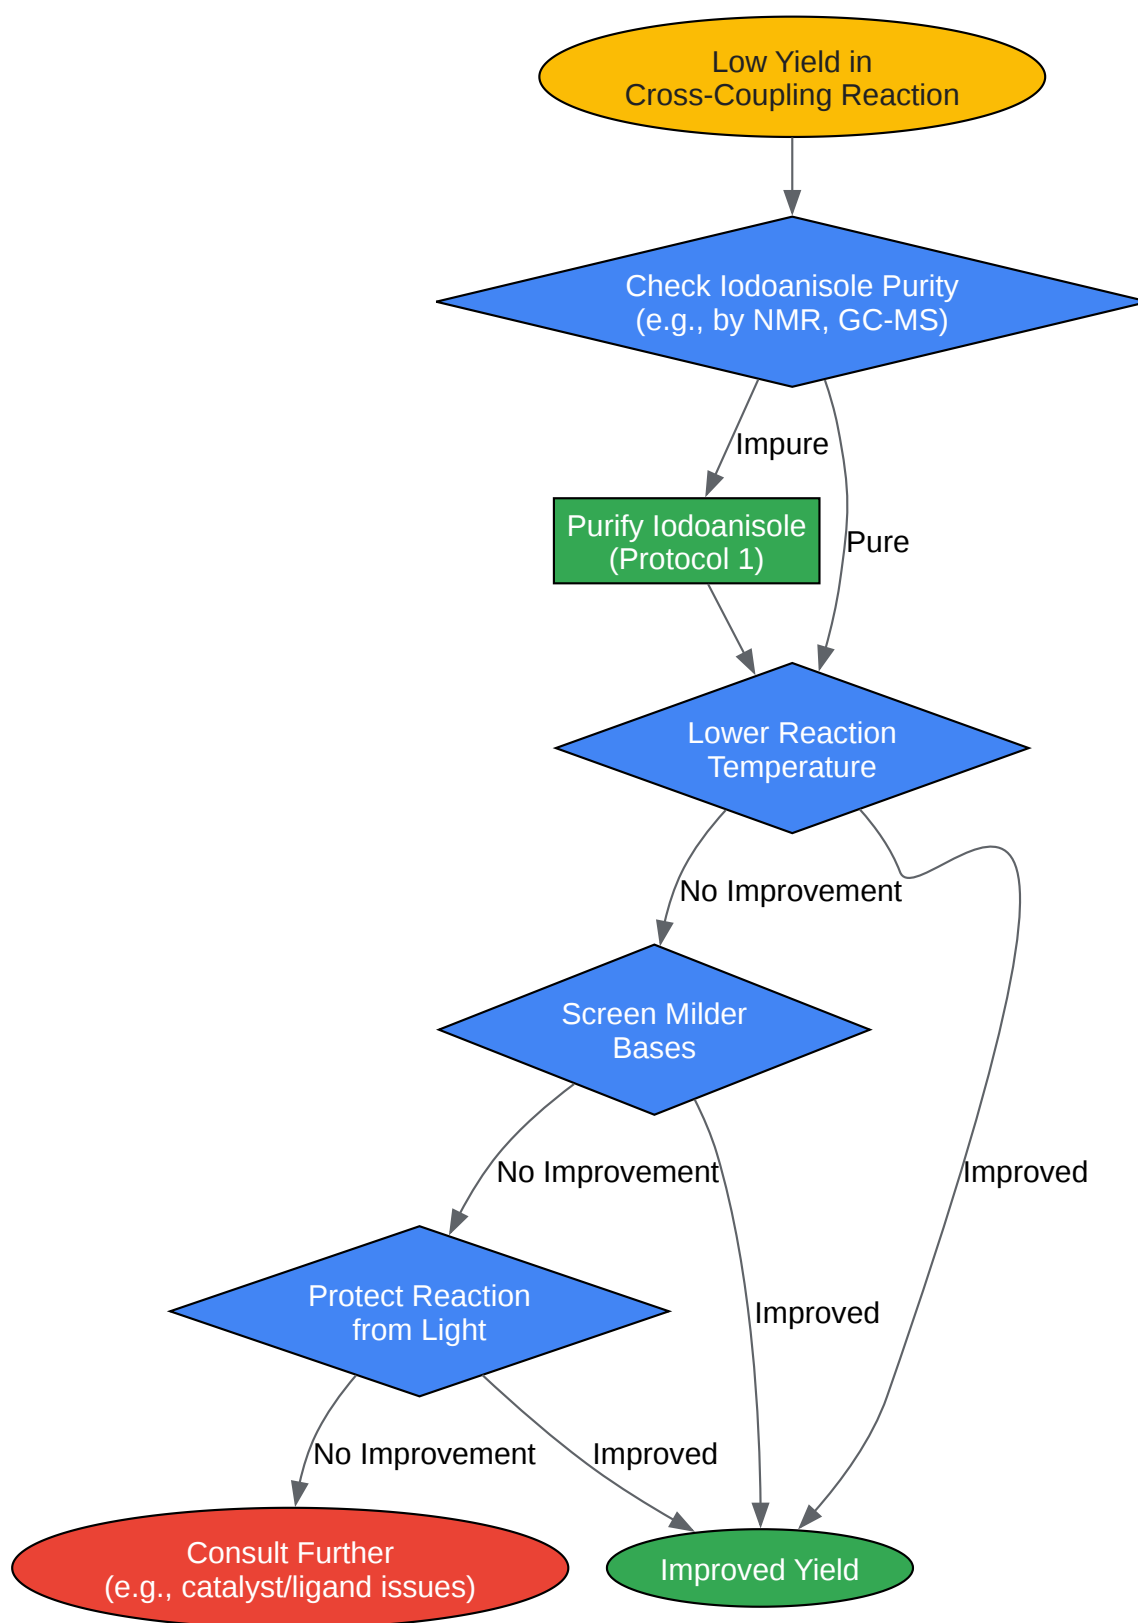 Low Yield in
Cross-Coupling Reaction
Check Iodoanisole Purity
(e.g., by NMR, GC-MS)
Impure
Purify Iodoanisole
(Protocol 1)
Pure
Lower Reaction
Temperature
No Improvement
Screen Milder
Bases
No Improvement
Improved
Protect Reaction
from Light
Improved
No Improvement
Improved
Consult Further
(e.g., catalyst/ligand issues)
Improved Yield